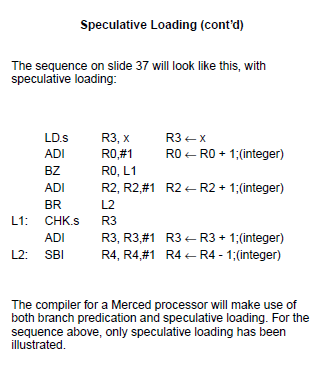 Speculative Loading (cont'd)
The sequence on slide 37 will look like this, with
speculative loading:
LD.s R3, x R3 ← x
ADI R0,#1 R0 ← R0 + 1;(integer)
BZ R0, L1
ADI R2, R2,#1 R2 ← R2 + 1;(integer)
BR L2
L1: CHK.s R3
ADI R3, R3,#1 R3 ← R3 + 1;(integer)
L2: SBI R4, R4,#1 R4 ← R4 - 1;(integer)
The compiler for a Merced processor will make use of
both branch predication and speculative loading. For the
sequence above, only speculative loading has been
illustrated.